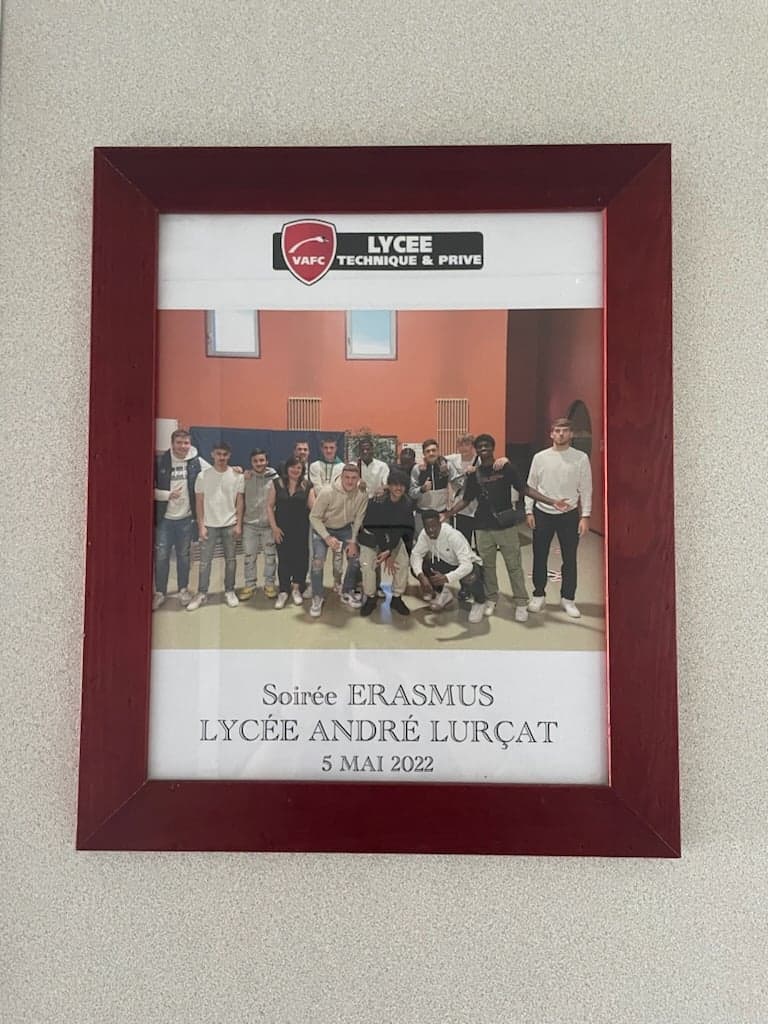 VAFC
LYCEE
TECHNIQUE & PRIVE
Soirée ERASMUS
LYCÉE ANDRÉ LURÇAT
5 MAI 2022